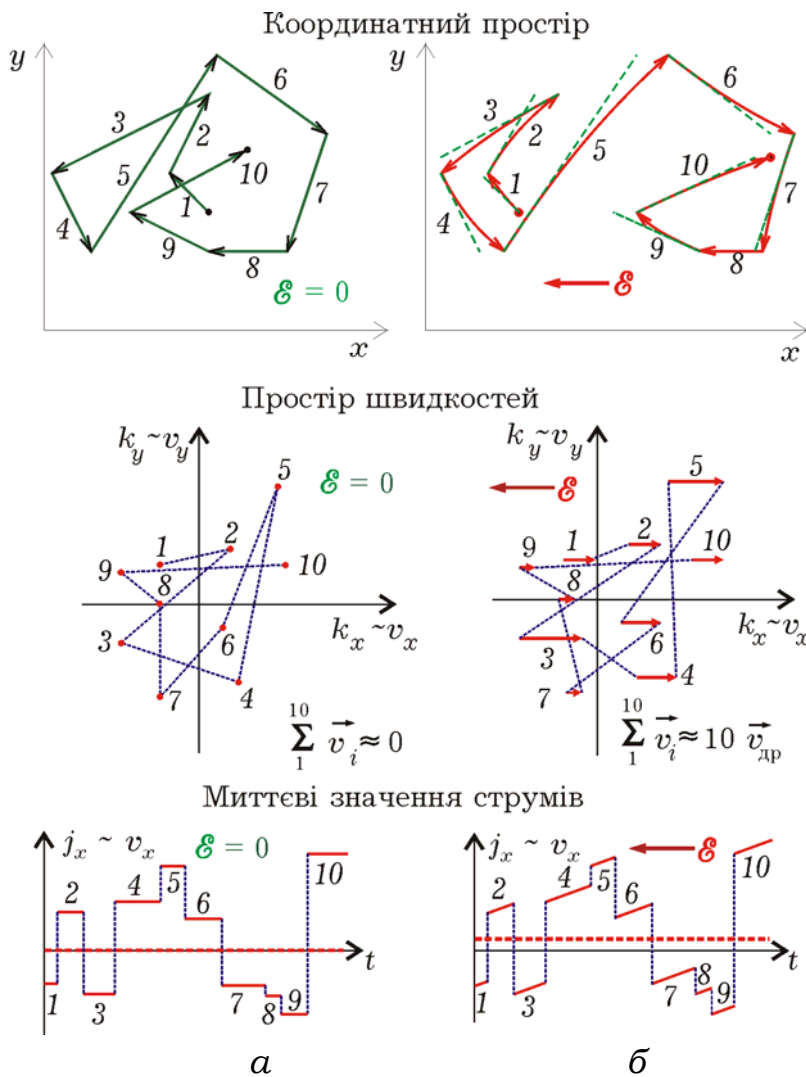 Координатний простір
y
1
2
3
4
5
6
7
8
9
10
ℰ = 0
x
1
2
3
4
5
6
7
8
9
10
ℰ
x
Простір швидкостей
k_y ~ v_y
ℰ = 0
1
2
3
4
5
6
7
8
9
10
k_x ~ v_x
10
Σ v⃗_i ≈ 0
1
k_y ~ v_y
ℰ
1
2
3
4
5
6
7
8
9
10
k_x ~ v_x
10
Σ v⃗_i ≈ 10 v⃗_др
1
Миттєві значення струмів
j_x ~ v_x
ℰ = 0
1
2
3
4
5
6
7
8
9
10
t
а
j_x ~ v_x
ℰ
1
2
3
4
5
6
7
8
9
10
t
б